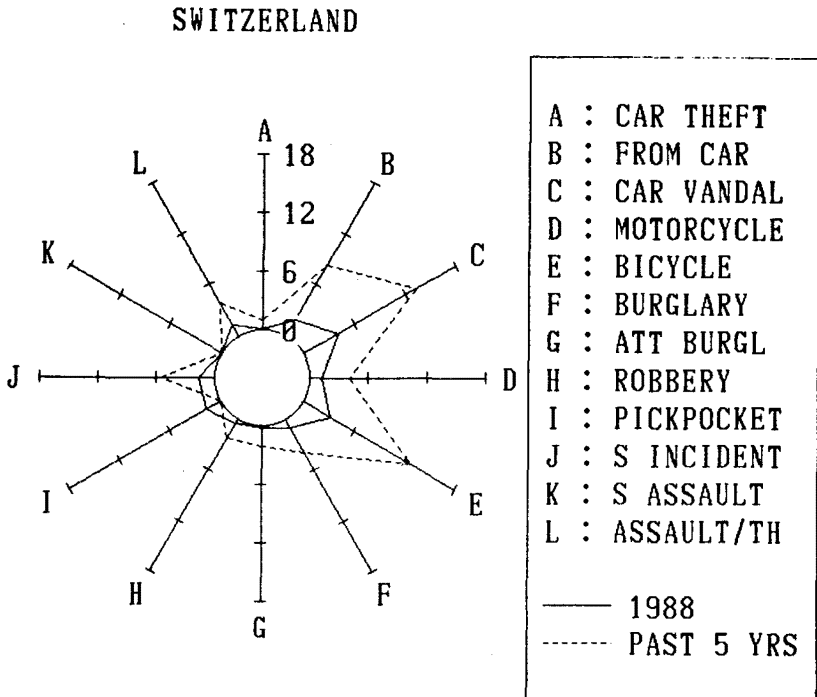 SWITZERLAND
A
18
12
6
0
B
C
D
E
F
G
H
I
J
K
L
A : CAR THEFT
B : FROM CAR
C : CAR VANDAL
D : MOTORCYCLE
E : BICYCLE
F : BURGLARY
G : ATT BURGL
H : ROBBERY
I : PICKPOCKET
J : S INCIDENT
K : S ASSAULT
L : ASSAULT/TH
1988
PAST 5 YRS